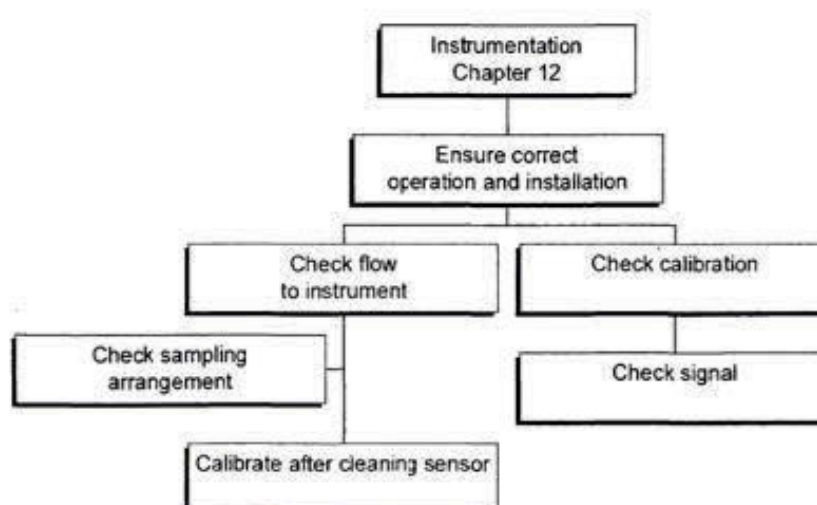 Instrumentation
Chapter 12
Ensure correct
operation and installation
Check flow
to instrument
Check calibration
Check sampling
arrangement
Check signal
Calibrate after cleaning sensor